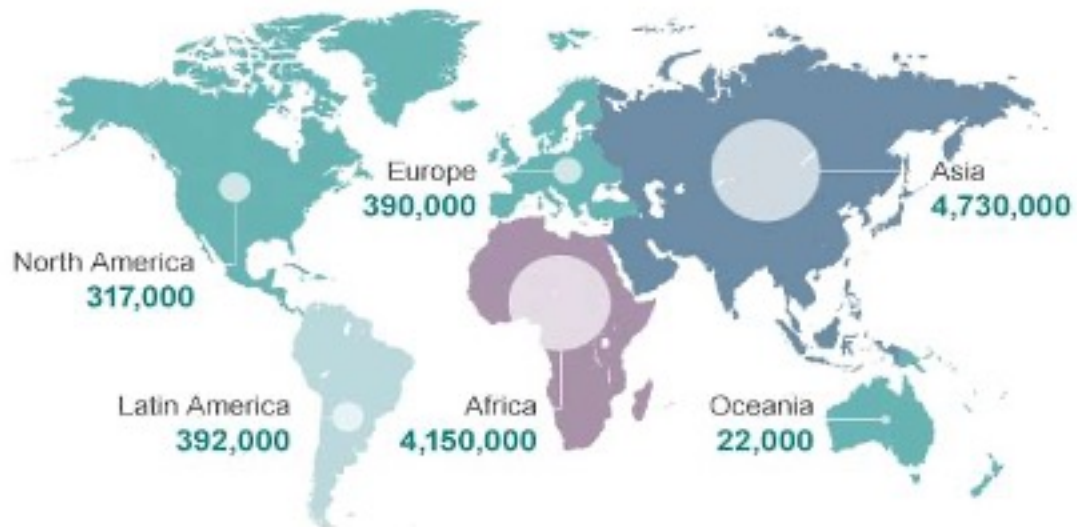 Europe
390,000
Asia
4,730,000
North America
317,000
Latin America
392,000
Africa
4,150,000
Oceania
22,000